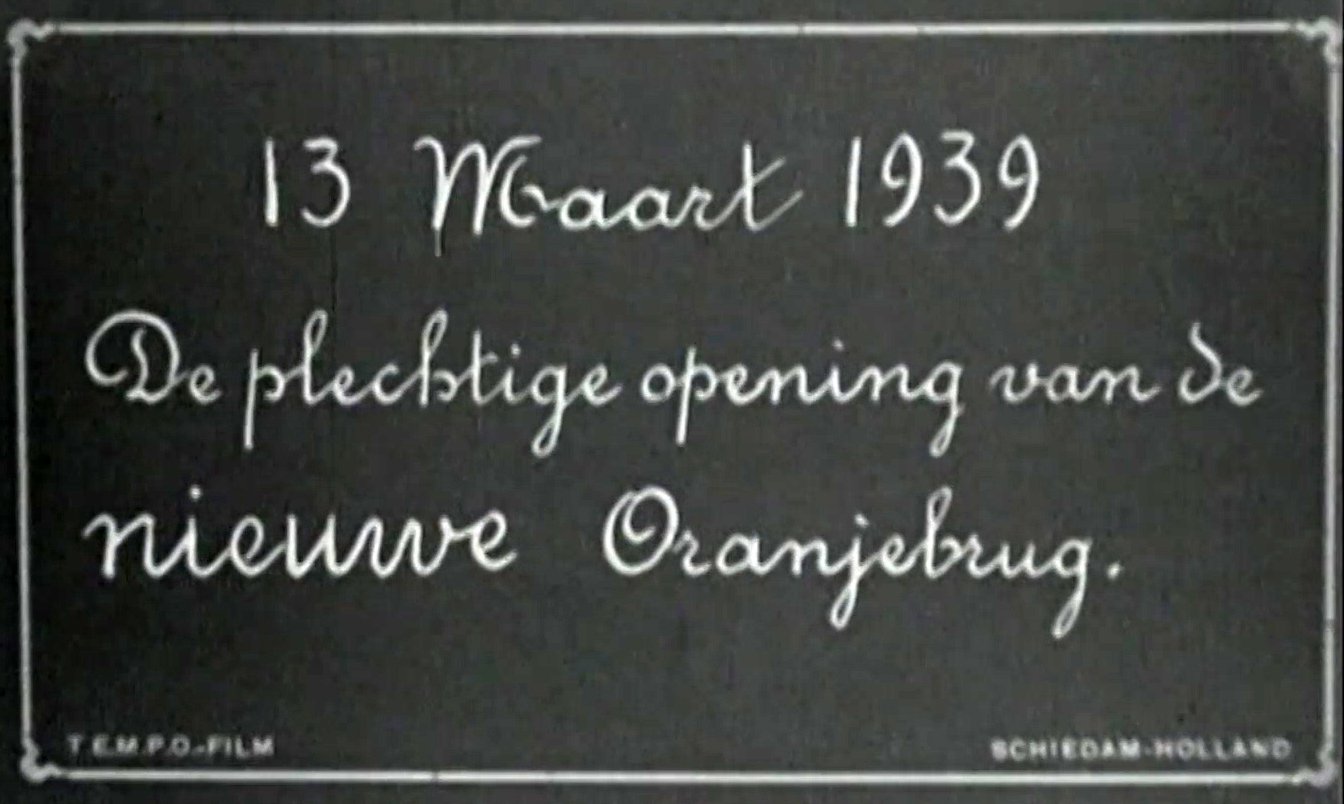 13 Maart 1939
De plechtige opening van de
nieuwe Oranjebrug.
T.E.M.P.O.-FILM
SCHIEDAM-HOLLAND